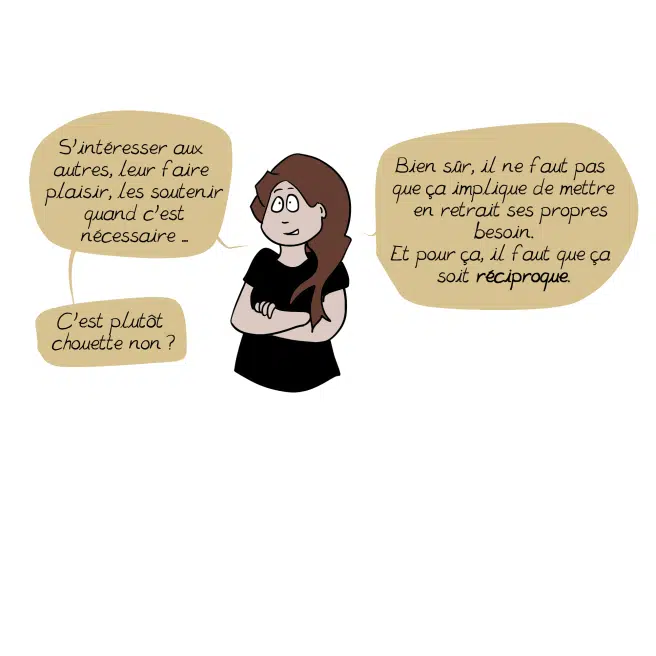 S'intéresser aux
autres, leur faire
plaisir, les soutenir
quand c'est
nécessaire ...
C'est plutôt
chouette non ?
Bien sûr, il ne faut pas
que ça implique de mettre
en retrait ses propres
besoin.
Et pour ça, il faut que ça
soit réciproque.